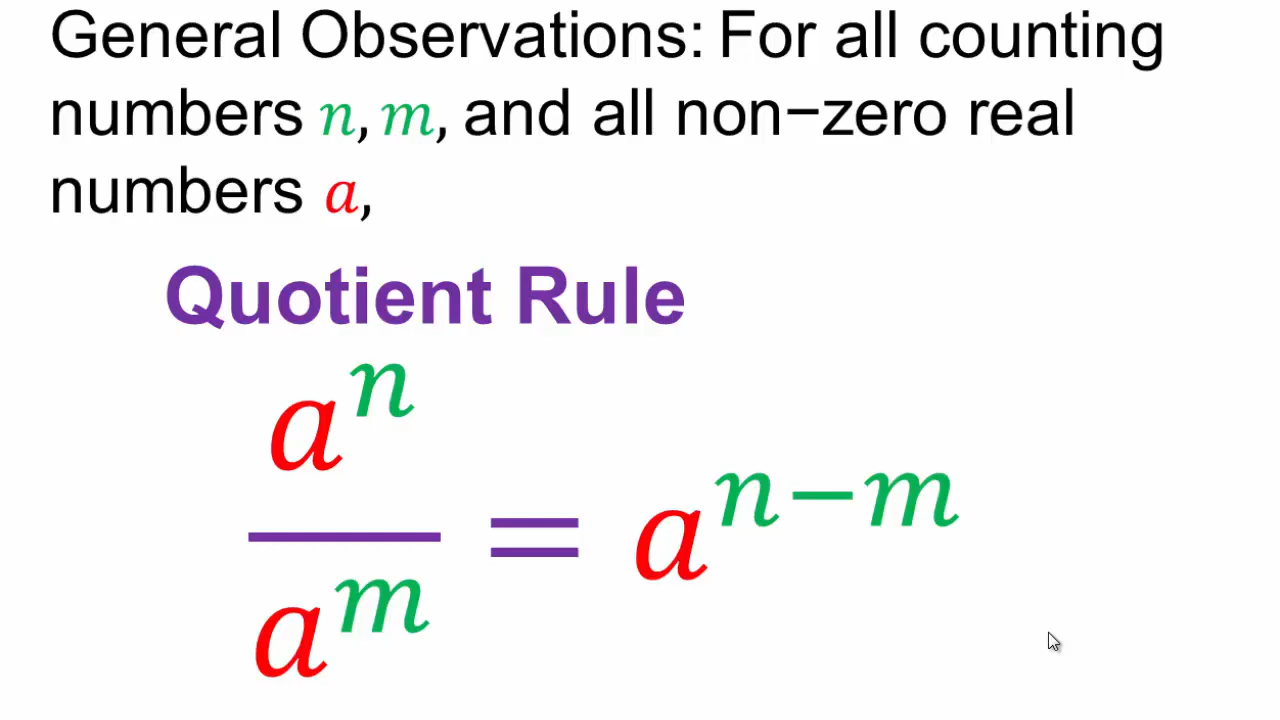 General Observations: For all counting
numbers n, m, and all non−zero real
numbers a,
Quotient Rule
a^n / a^m = a^{n−m}